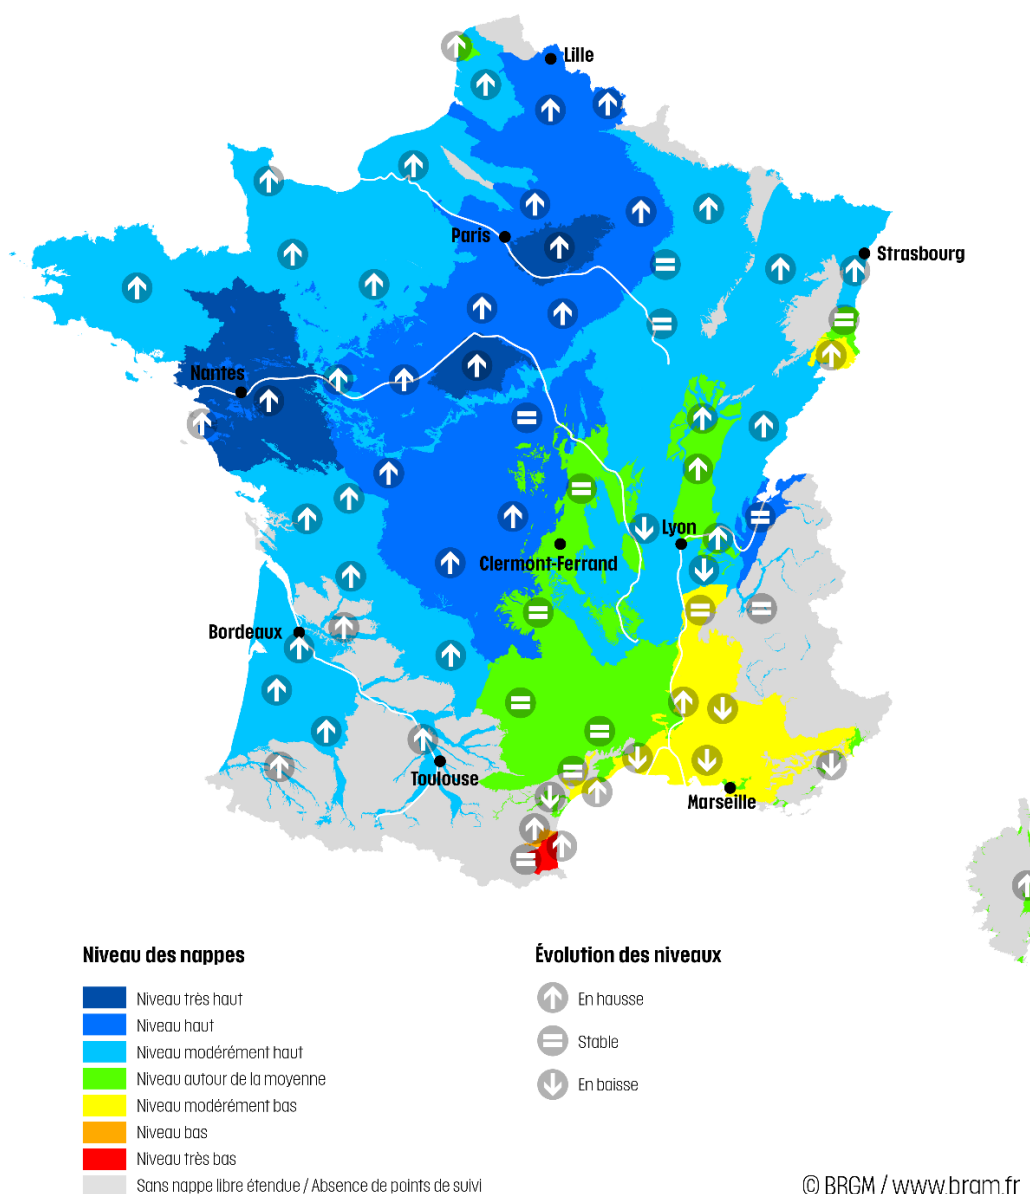 Lille
Paris
Strasbourg
Nantes
Lyon
Clermont-Ferrand
Bordeaux
Toulouse
Marseille
Niveau des nappes
Niveau très haut
Niveau haut
Niveau modérément haut
Niveau autour de la moyenne
Niveau modérément bas
Niveau bas
Niveau très bas
Sans nappe libre étendue / Absence de points de suivi
Évolution des niveaux
En hausse
Stable
En baisse
© BRGM / www.brgm.fr